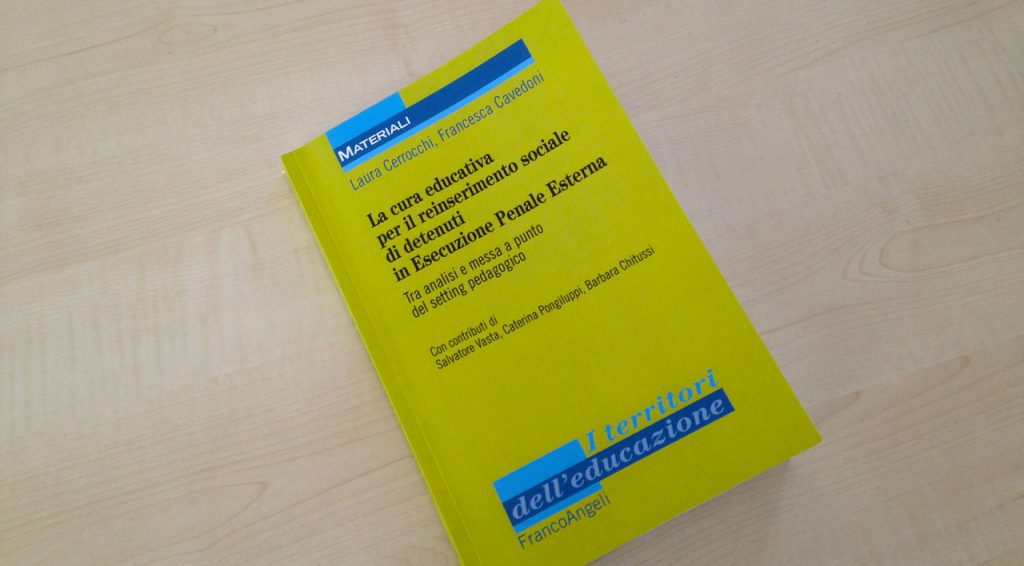 MATERIALI
Laura Cerrocchi, Francesca Cavedoni
La cura educativa
per il reinserimento sociale
di detenuti
in Esecuzione Penale Esterna
Tra analisi e messa a punto
del setting pedagogico
Con contributi di
Salvatore Vasta, Caterina Pongiluppi, Barbara Chitussi
I territori
dell'educazione
FrancoAngeli